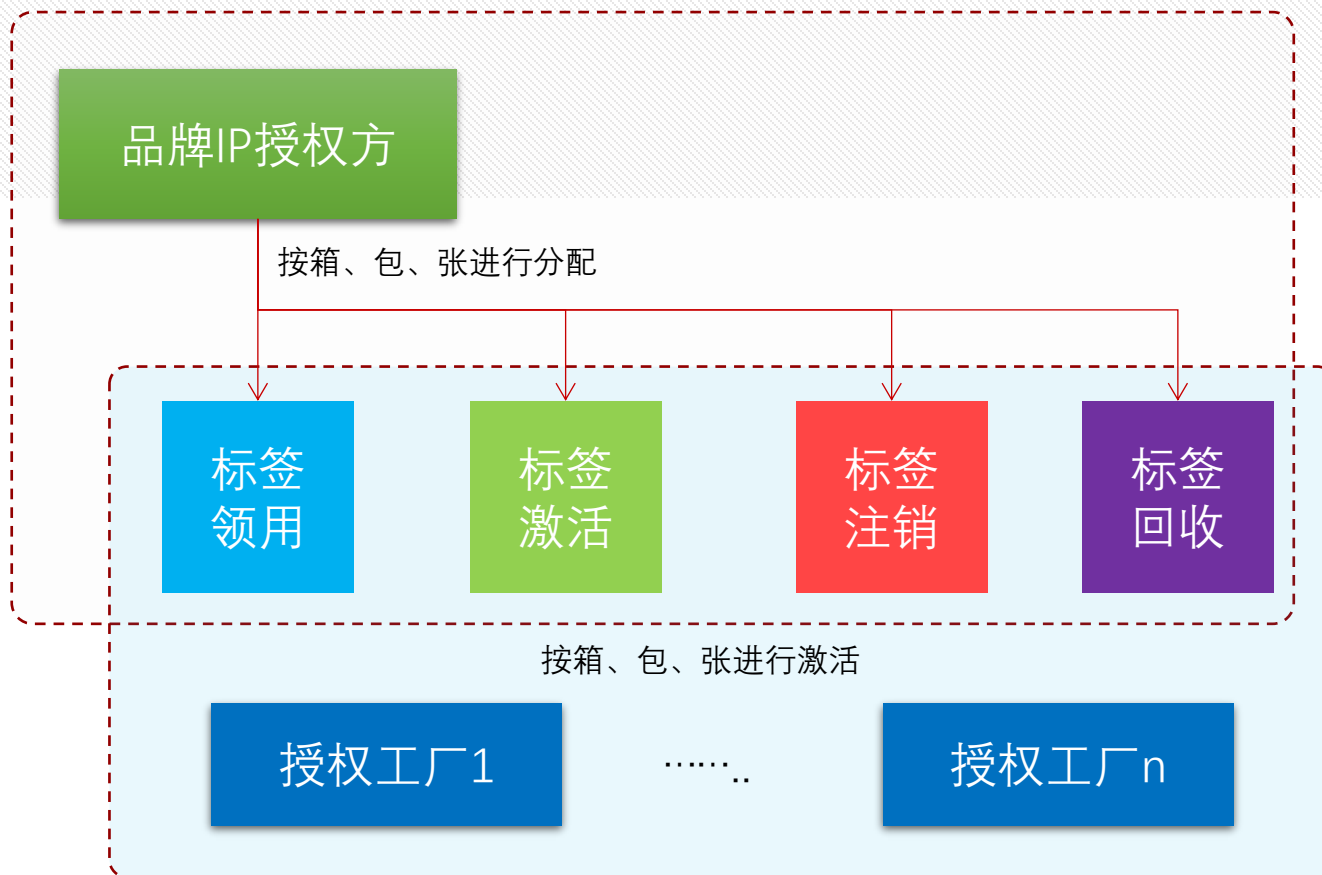 品牌IP授权方
按箱、包、张进行分配
标签
领用
标签
激活
标签
注销
标签
回收
按箱、包、张进行激活
授权工厂1
……..
授权工厂n